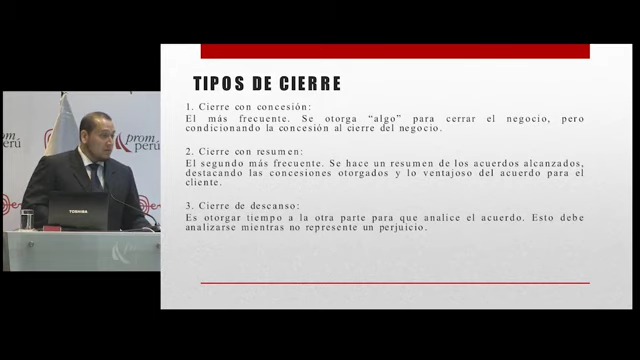 TIPOS DE CIERRE
1. Cierre con concesión:
El más frecuente. Se otorga “algo” para cerrar el negocio, pero
condicionando la concesión al cierre del negocio.
2. Cierre con resumen:
El segundo más frecuente. Se hace un resumen de los acuerdos alcanzados,
destacando las concesiones otorgados y lo ventajoso del acuerdo para el
cliente.
3. Cierre de descanso:
Es otorgar tiempo a la otra parte para que analice el acuerdo. Esto debe
analizarse mientras no represente un perjuicio.
prom
perú
TOSHIBA